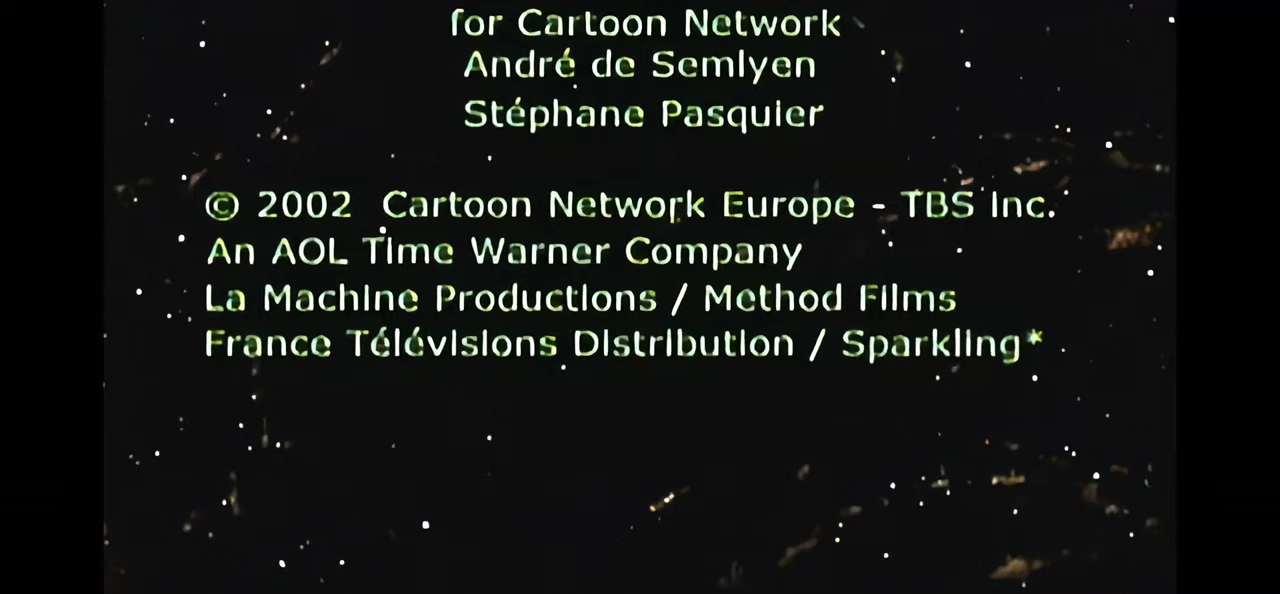 for Cartoon Network
André de Semlyen
Stéphane Pasquier
© 2002 Cartoon Network Europe - TBS Inc.
An AOL Time Warner Company
La Machine Productions / Method Films
France Télévisions Distribution / Sparkling*